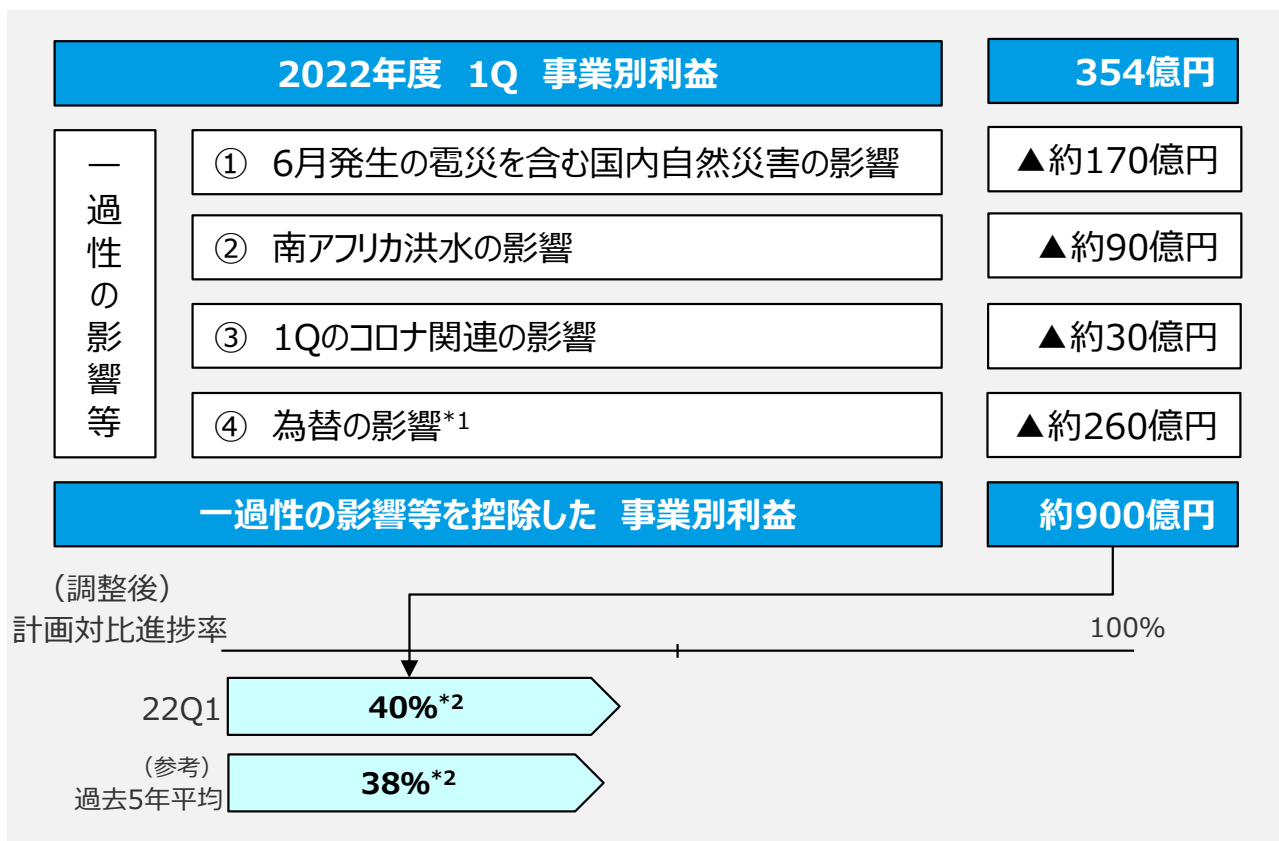 2022年度 1Q 事業別利益 354億円
一過性の影響等
① 6月発生の雹災を含む国内自然災害の影響 ▲約170億円
② 南アフリカ洪水の影響 ▲約90億円
③ 1Qのコロナ関連の影響 ▲約30億円
④ 為替の影響*1 ▲約260億円
一過性の影響等を控除した 事業別利益 約900億円
（調整後）
計画対比進捗率 100%
22Q1 40%*2
（参考）
過去5年平均 38%*2